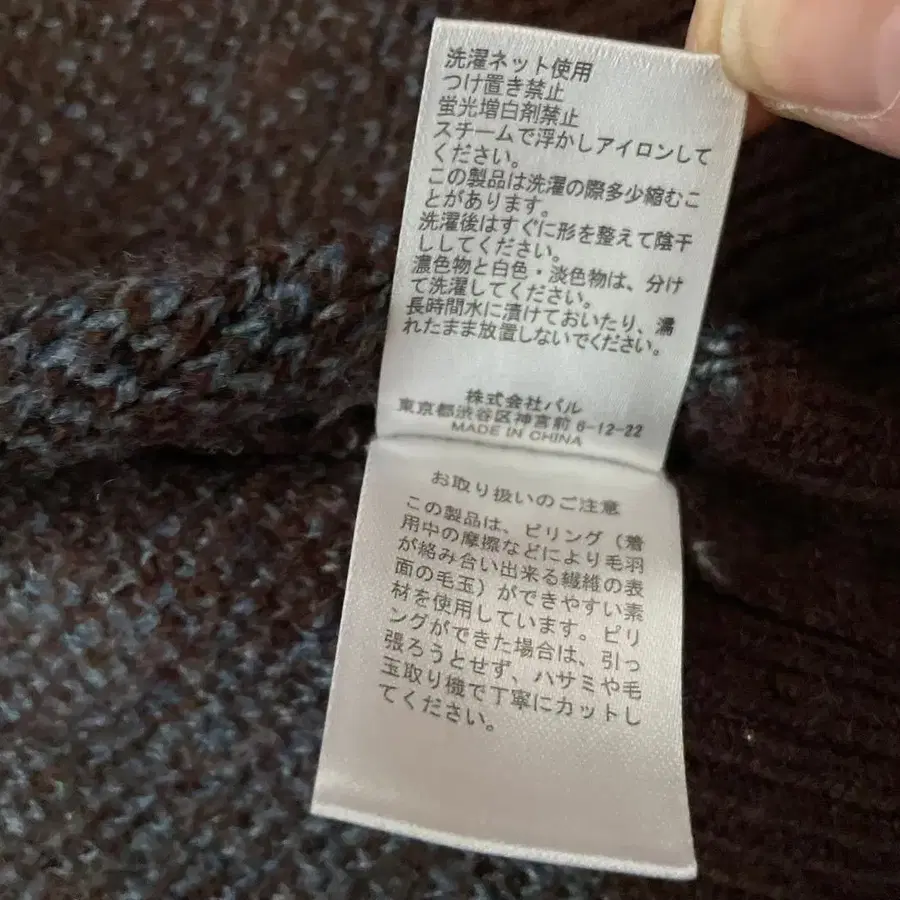 洗濯ネット使用
つけ置き禁止
蛍光増白剤禁止
スチームで浮かしアイロンして
ください。
この製品は洗濯の際多少縮むこ
とがあります。
洗濯後はすぐに形を整えて陰干
ししてください。
濃色物と白色・淡色物は、分け
て洗濯してください。
長時間水に漬けておいたり、濡
れたまま放置しないでください。
株式会社パル
東京都渋谷区神宮前 6-12-22
MADE IN CHINA
お取り扱いのご注意
この製品は、ピリング（着
用中の摩擦などにより毛羽
が絡み合い出来る繊維の表
面の毛玉）ができやすい素
材を使用しています。ピリ
ングができた場合は、引っ
張ろうとせず、ハサミや毛
玉取り機で丁寧にカットし
てください。